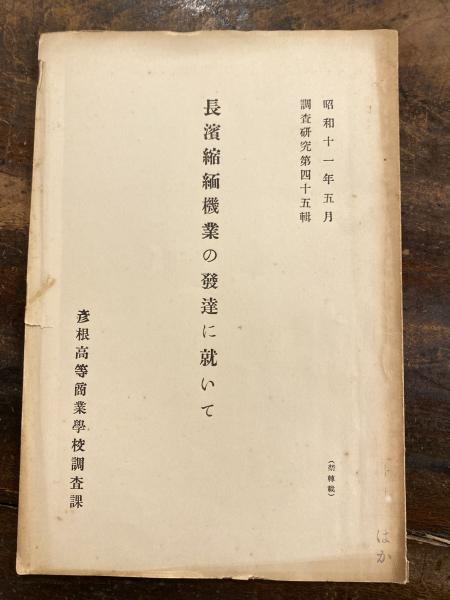 昭和十一年五月
調査研究第四十五輯
長濱縮緬機業の發達に就いて
彦根高等商業學校調査課
(禁轉載)
はか